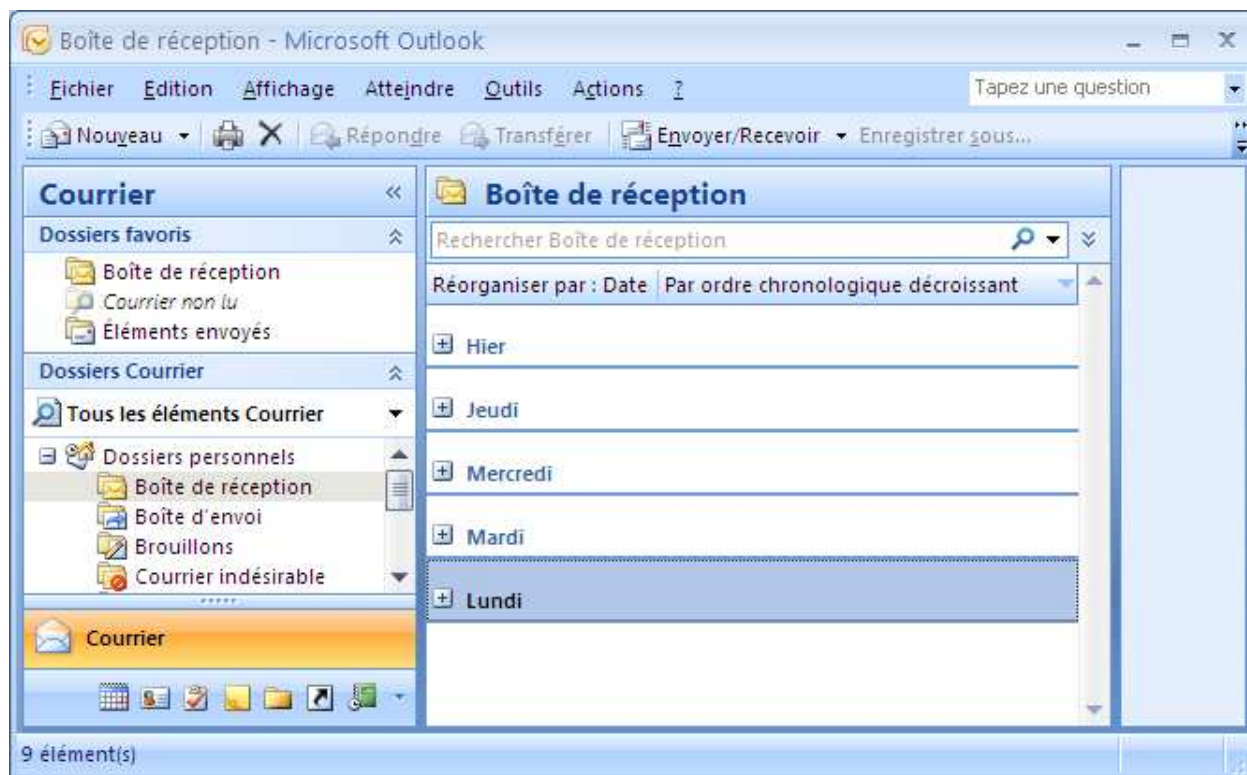 Boîte de réception - Microsoft Outlook
Fichier Edition Affichage Atteindre Outils Actions ? Tapez une question
Nouveau Répondre Transférer Envoyer/Recevoir Enregistrer sous...
Courrier «
Dossiers favoris
Boîte de réception
Courrier non lu
Éléments envoyés
Dossiers Courrier
Tous les éléments Courrier
Dossiers personnels
Boîte de réception
Boîte d'envoi
Brouillons
Courrier indésirable
Courrier
Boîte de réception
Rechercher Boîte de réception
Réorganiser par : Date Par ordre chronologique décroissant
Hier
Jeudi
Mercredi
Mardi
Lundi
9 élément(s)